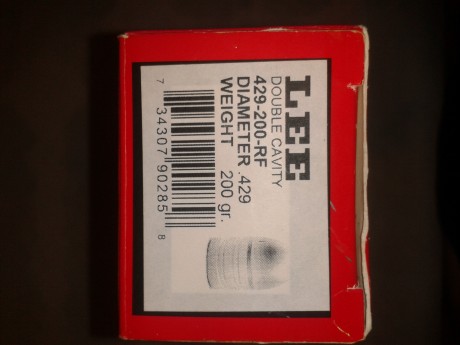 LEE
DOUBLE CAVITY
429-200-RF
DIAMETER .429
WEIGHT 200 gr.
7 34307 90285 8